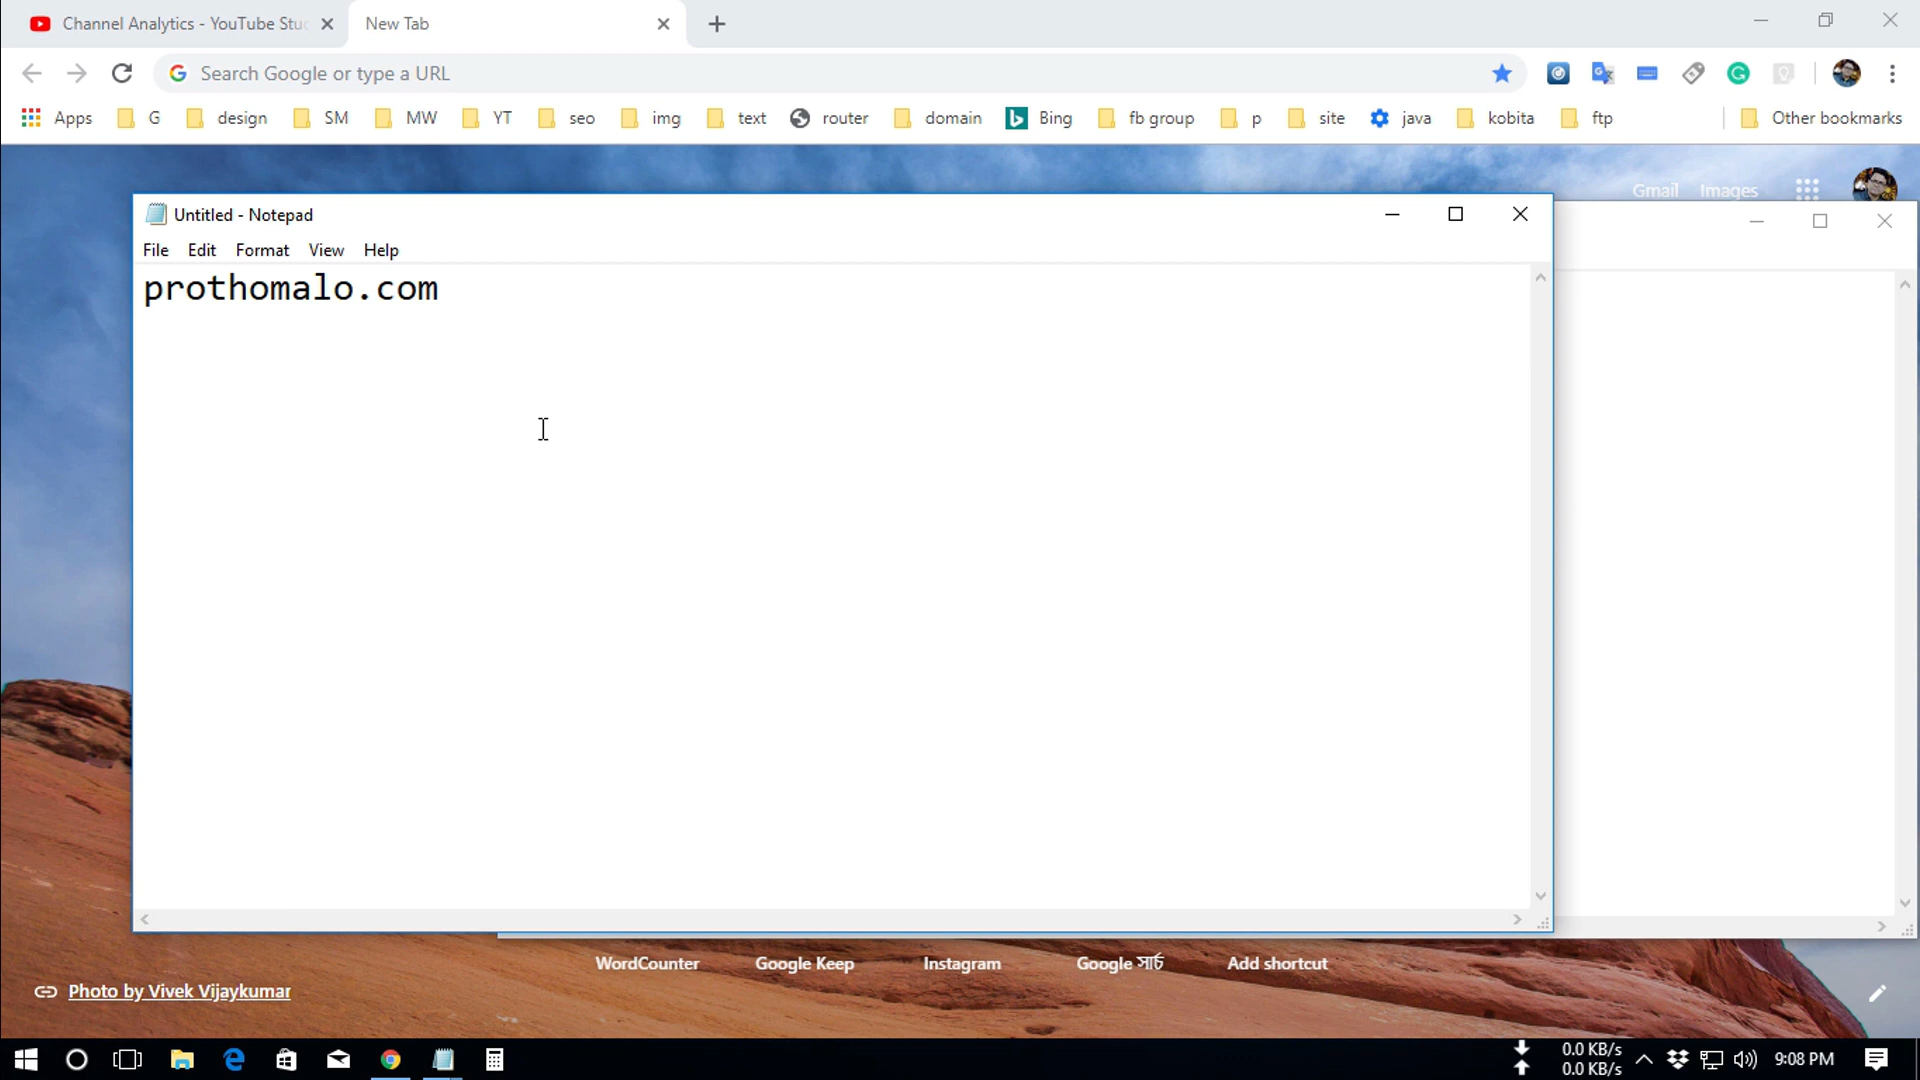 Channel Analytics - YouTube Stu
New Tab
Search Google or type a URL
Apps G design SM MW YT seo img text router domain Bing fb group p site java kobita ftp Other bookmarks
Gmail Images
Untitled - Notepad
File Edit Format View Help
prothomalo.com
WordCounter Google Keep Instagram Google সার্চ Add shortcut
Photo by Vivek Vijaykumar
0.0 KB/s
0.0 KB/s
9:08 PM